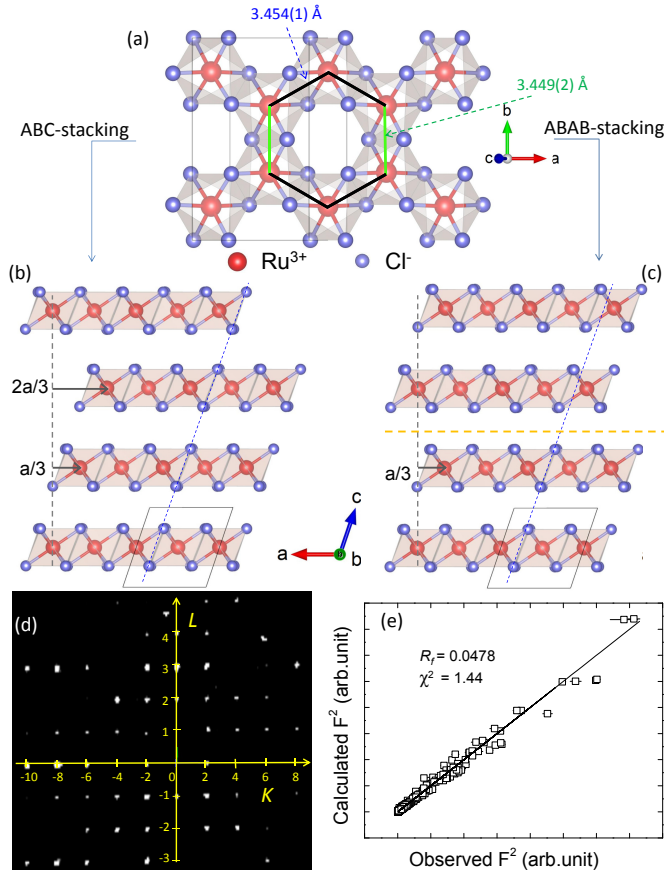 3.454(1) Å
(a)
3.449(2) Å
ABC-stacking
ABAB-stacking
b
c
a
Ru3+
Cl-
(b)
(c)
2a/3
a/3
a/3
c
a
b
(d)
L
4
3
2
1
-10 -8 -6 -4 -2 0 2 4 6 8
K
-1
-2
-3
(e)
Rf = 0.0478
χ2 = 1.44
Calculated F2 (arb.unit)
Observed F2 (arb.unit)